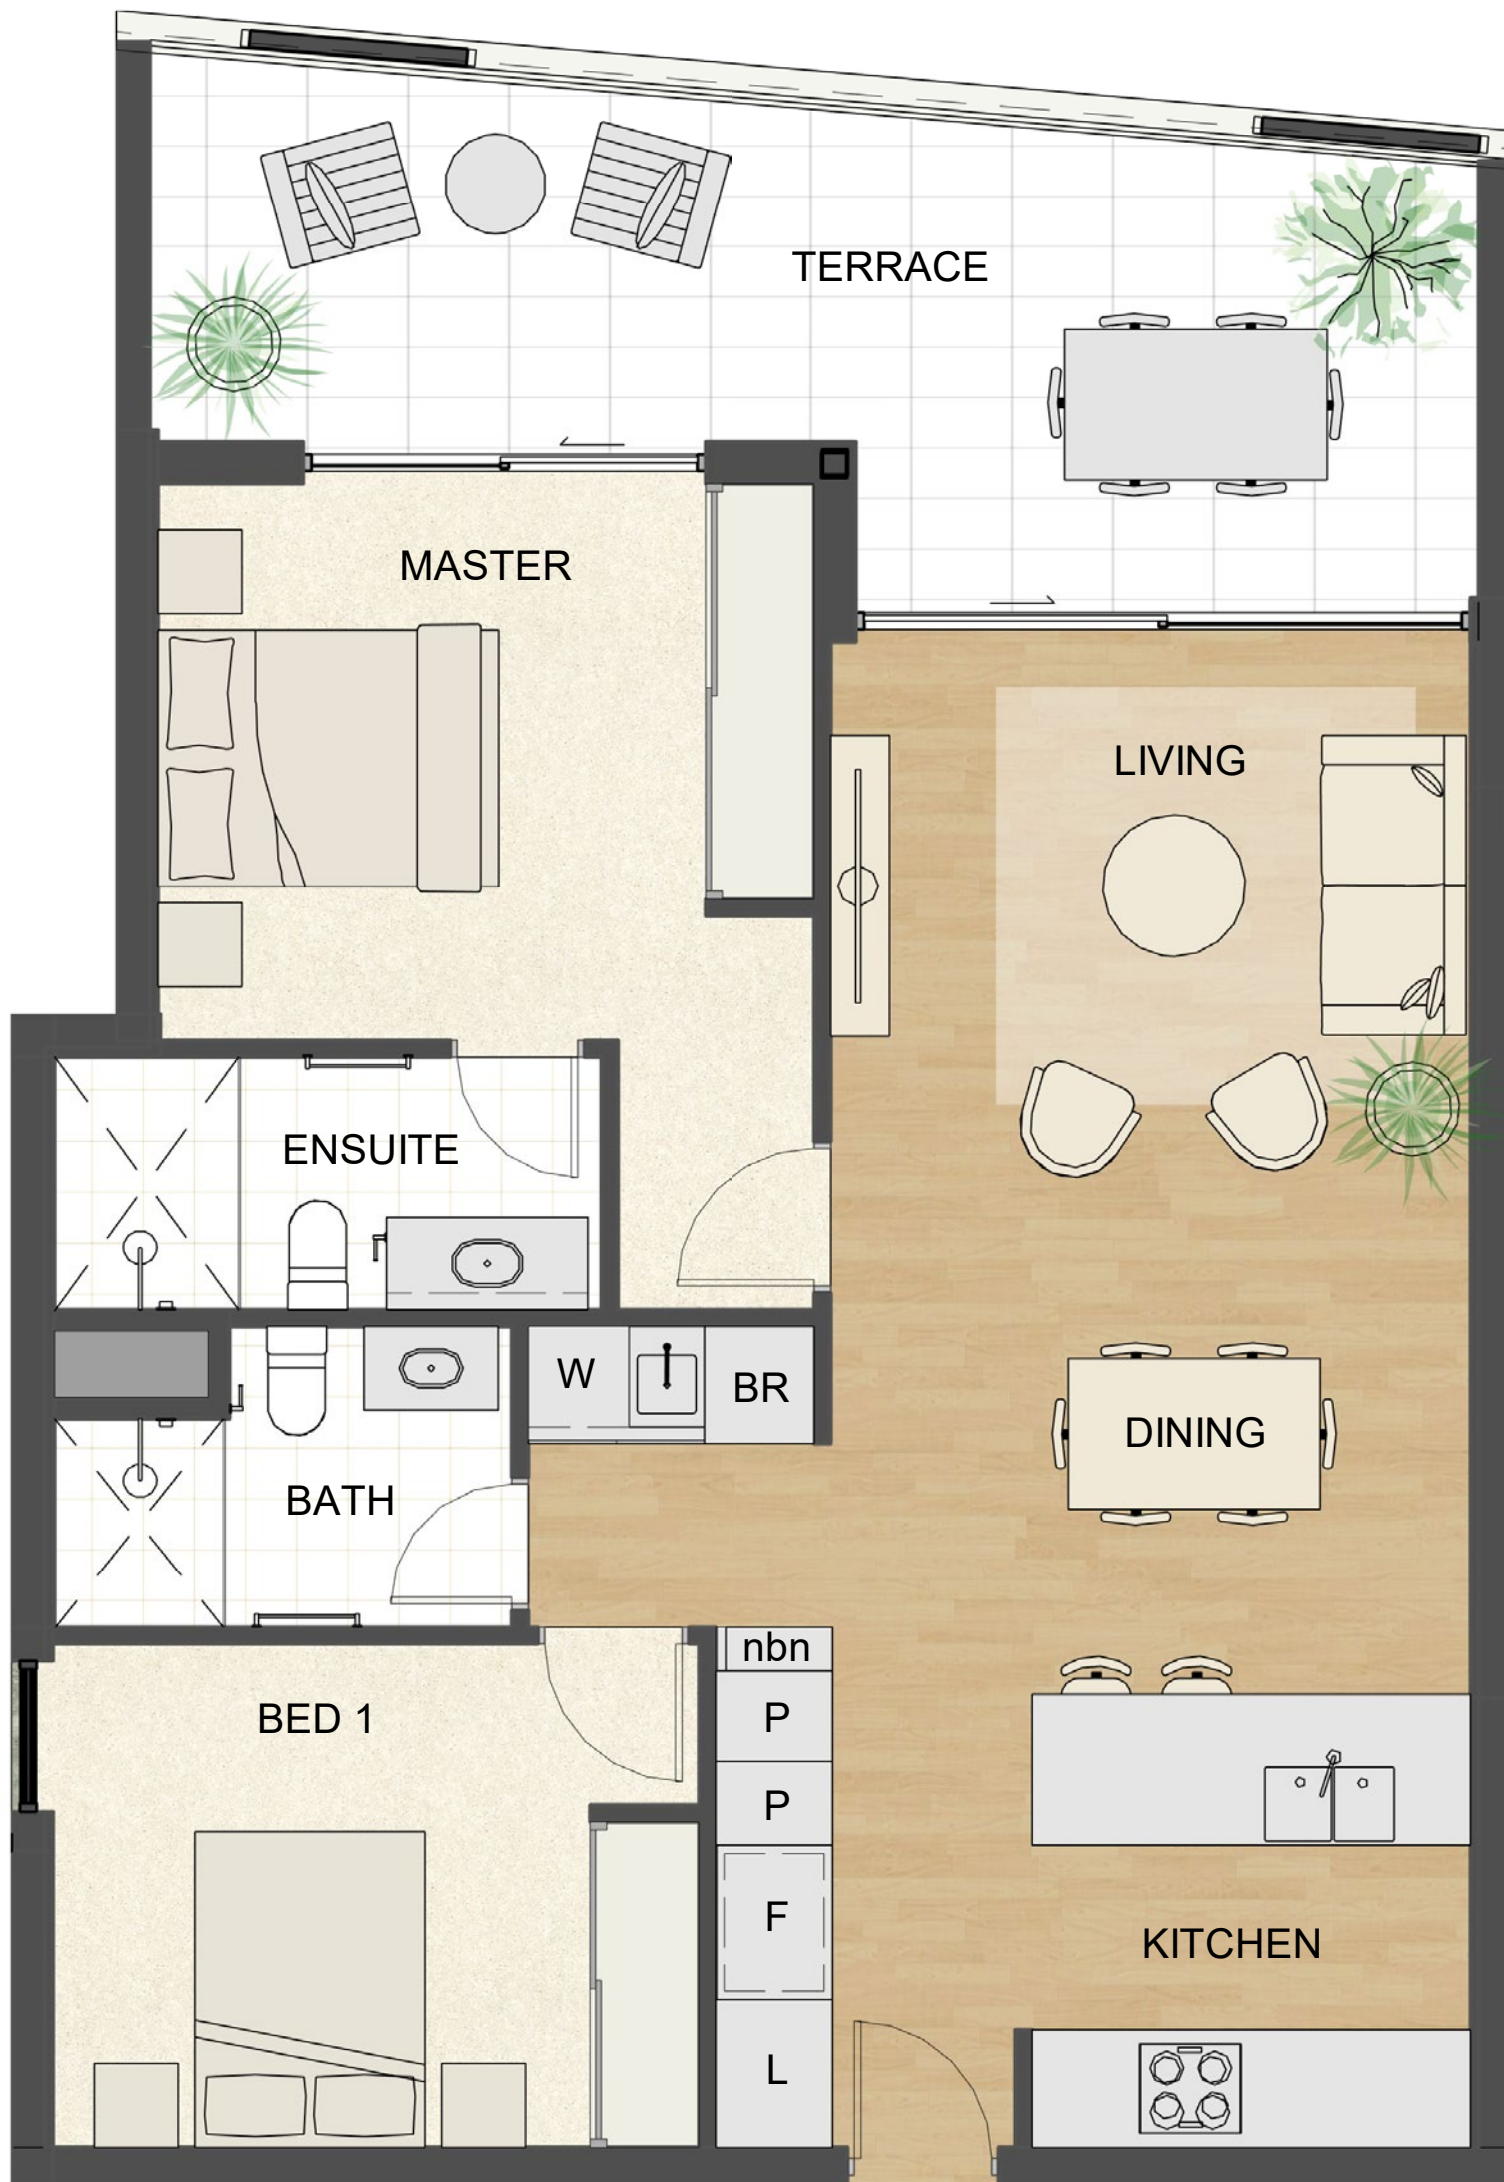 TERRACE
MASTER
LIVING
ENSUITE
W
BR
DINING
BATH
nbn
BED 1
P
P
F
KITCHEN
L